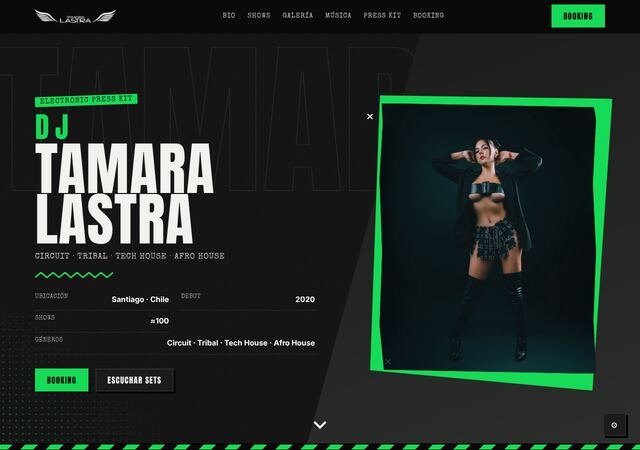 LASTRA
BIO SHOWS GALERÍA MÚSICA PRESS KIT BOOKING
BOOKING
TAMAR
ELECTRONIC PRESS KIT
DJ
TAMARA
LASTRA
CIRCUIT · TRIBAL · TECH HOUSE · AFRO HOUSE
UBICACIÓN Santiago · Chile
DEBUT 2020
SHOWS ≈100
GÉNEROS Circuit · Tribal · Tech House · Afro House
BOOKING
ESCUCHAR SETS